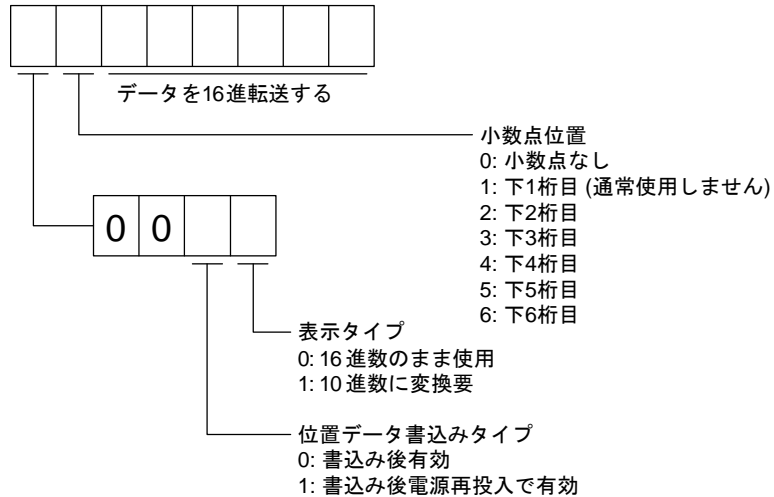 データを16進転送する
小数点位置
0: 小数点なし
1: 下1桁目 (通常使用しません)
2: 下2桁目
3: 下3桁目
4: 下4桁目
5: 下5桁目
6: 下6桁目
0 0
表示タイプ
0: 16進数のまま使用
1: 10進数に変換要
位置データ書込みタイプ
0: 書込み後有効
1: 書込み後電源再投入で有効